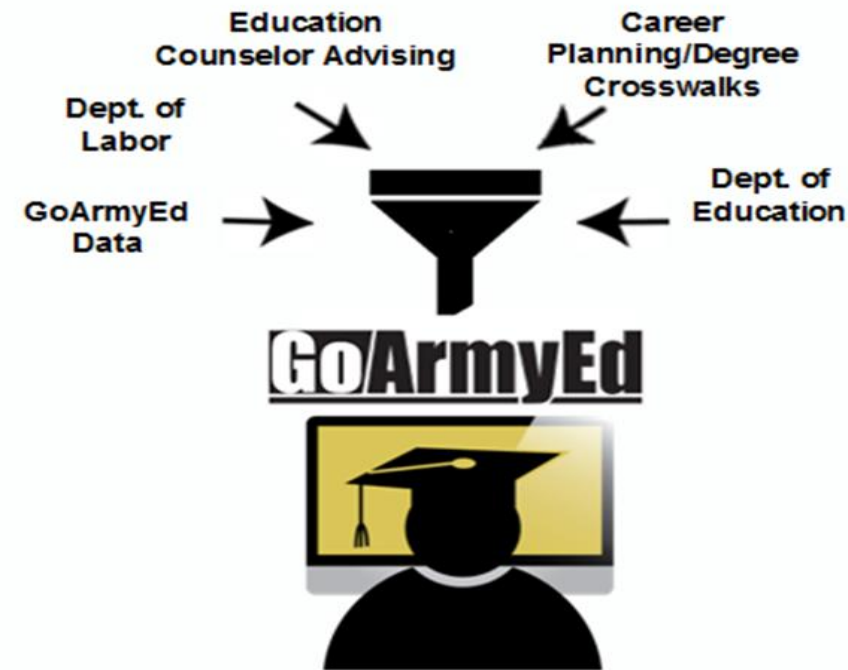 Education
Counselor Advising
Career
Planning/Degree
Crosswalks
Dept. of
Labor
Dept. of
Education
GoArmyEd
Data
GoArmyEd